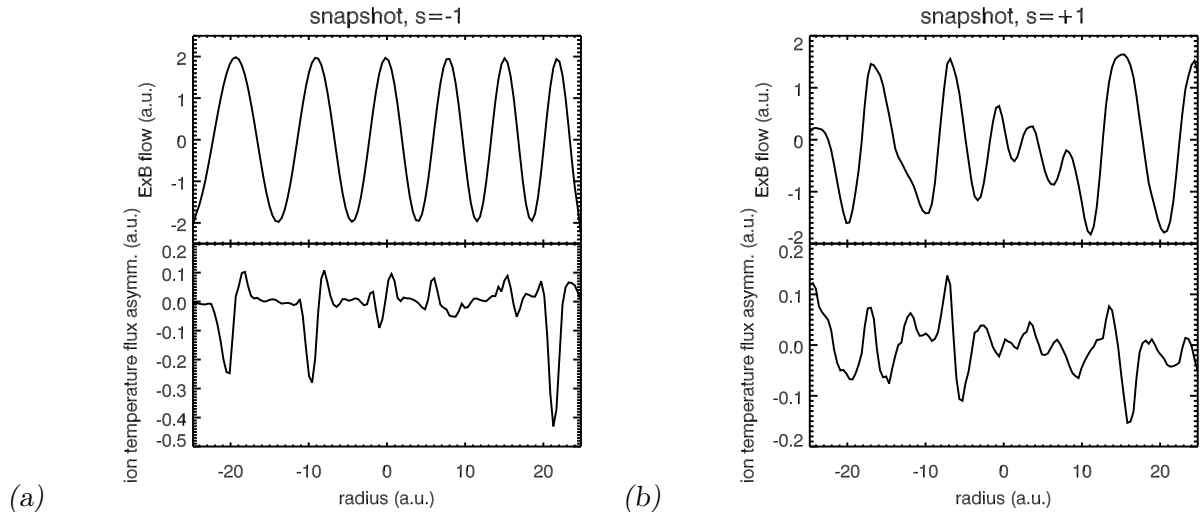 snapshot, s=-1
ExB flow (a.u.)
2
1
0
-1
-2
ion temperature flux asymm. (a.u.)
0.2
0.1
0.0
-0.1
-0.2
-0.3
-0.4
-0.5
-20 -10 0 10 20
radius (a.u.)
(a)
snapshot, s=+1
ExB flow (a.u.)
2
1
0
-1
-2
ion temperature flux asymm. (a.u.)
0.2
0.1
0.0
-0.1
-0.2
-20 -10 0 10 20
radius (a.u.)
(b)